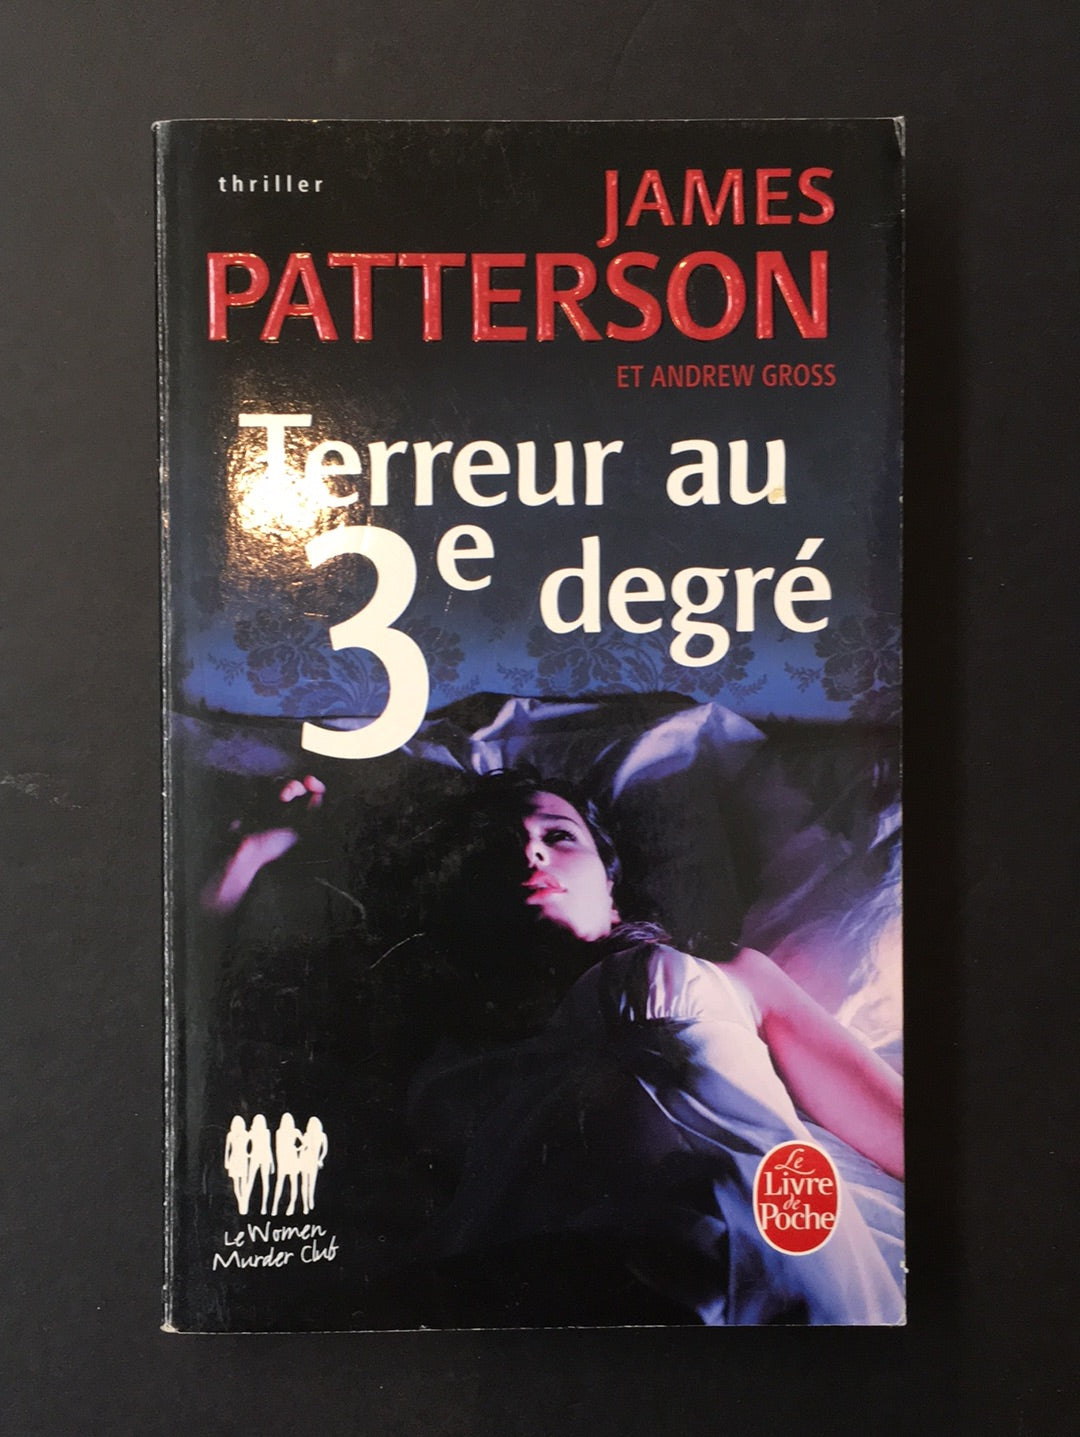 thriller
JAMES
PATTERSON
ET ANDREW GROSS
Terreur au
3e degré
Le Women
Murder Club
Le
Livre
de
Poche